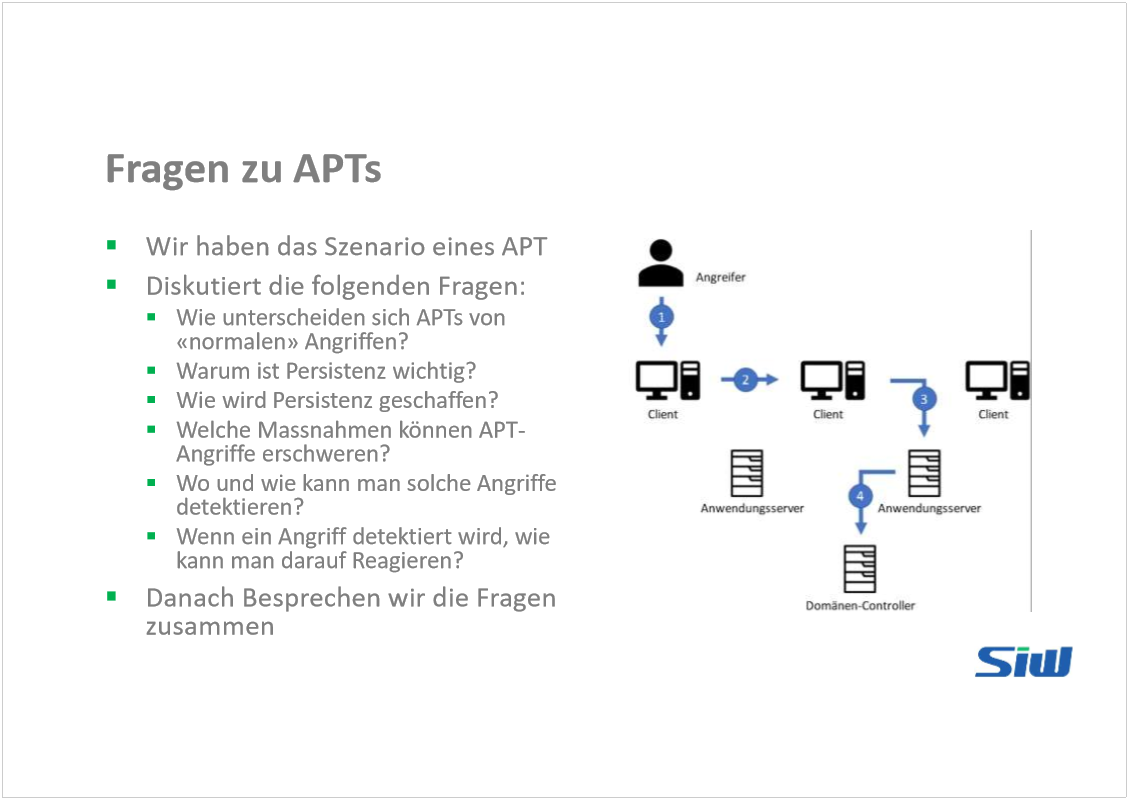 Fragen zu APTs
Wir haben das Szenario eines APT
Diskutiert die folgenden Fragen:
Wie unterscheiden sich APTs von
«normalen» Angriffen?
Warum ist Persistenz wichtig?
Wie wird Persistenz geschaffen?
Welche Massnahmen können APT-
Angriffe erschweren?
Wo und wie kann man solche Angriffe
detektieren?
Wenn ein Angriff detektiert wird, wie
kann man darauf Reagieren?
Danach Besprechen wir die Fragen
zusammen
Angreifer
1
2
3
Client
Client
Client
4
Anwendungsserver
Anwendungsserver
Domänen-Controller
Siw